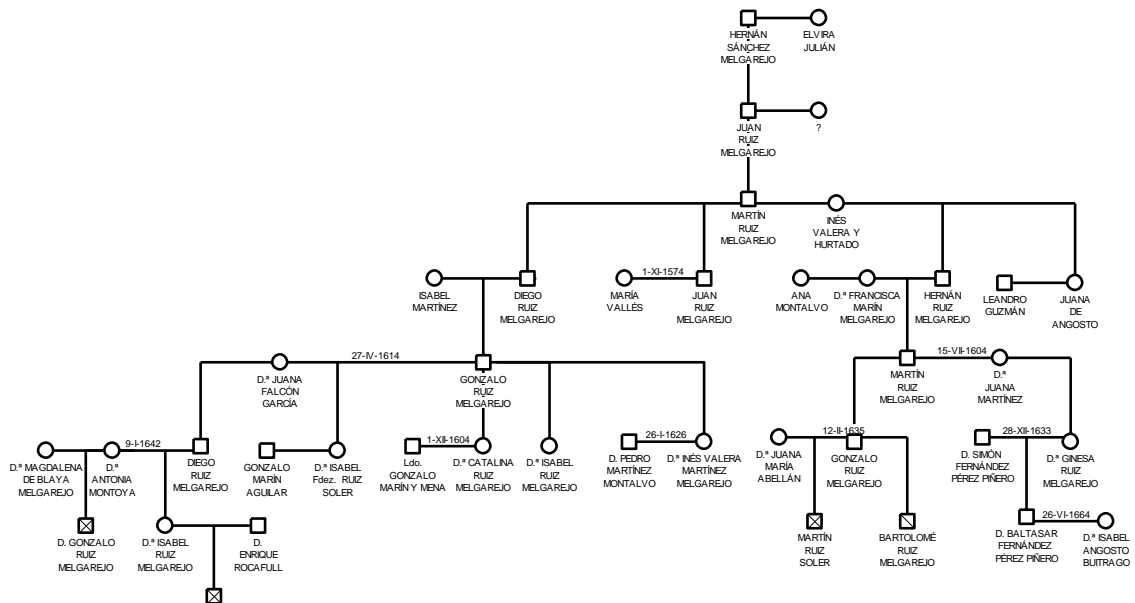 HERNÁN
SÁNCHEZ
MELGAREJO
ELVIRA
JULIÁN
JUAN
RUIZ
MELGAREJO
?
MARTÍN
RUIZ
MELGAREJO
INÉS
VALERA Y
HURTADO
ISABEL
MARTÍNEZ
DIEGO
RUIZ
MELGAREJO
1-XI-1574
MARÍA
VALLÉS
JUAN
RUIZ
MELGAREJO
ANA
MONTALVO
D.ª FRANCISCA
MARÍN
MELGAREJO
HERNÁN
RUIZ
MELGAREJO
LEANDRO
GUZMÁN
JUANA
DE
ANGOSTO
27-IV-1614
D.ª JUANA
FALCÓN
GARCÍA
GONZALO
RUIZ
MELGAREJO
15-VII-1604
MARTÍN
RUIZ
MELGAREJO
D.ª
JUANA
MARTÍNEZ
9-I-1642
D.ª MAGDALENA
DE BLAYA
MELGAREJO
D.ª
ANTONIA
MONTOYA
DIEGO
RUIZ
MELGAREJO
GONZALO
MARÍN
AGUILAR
D.ª ISABEL
Fdez. RUIZ
SOLER
1-XII-1604
Ldo.
GONZALO
MARÍN Y MENA
D.ª CATALINA
RUIZ
MELGAREJO
D.ª ISABEL
RUIZ
MELGAREJO
26-I-1626
D. PEDRO
MARTÍNEZ
MONTALVO
D.ª INÉS VALERA
MARTÍNEZ
MELGAREJO
12-II-1635
D.ª JUANA
MARÍA
ABELLÁN
GONZALO
RUIZ
MELGAREJO
28-XII-1633
D. SIMÓN
FERNÁNDEZ
PÉREZ PIÑERO
D.ª GINESA
RUIZ
MELGAREJO
D. GONZALO
RUIZ
MELGAREJO
D.ª ISABEL
RUIZ
MELGAREJO
D.
ENRIQUE
ROCAFULL
MARTÍN
RUIZ
SOLER
BARTOLOMÉ
RUIZ
MELGAREJO
26-VI-1664
D. BALTASAR
FERNÁNDEZ
PÉREZ PIÑERO
D.ª ISABEL
ANGOSTO
BUITRAGO